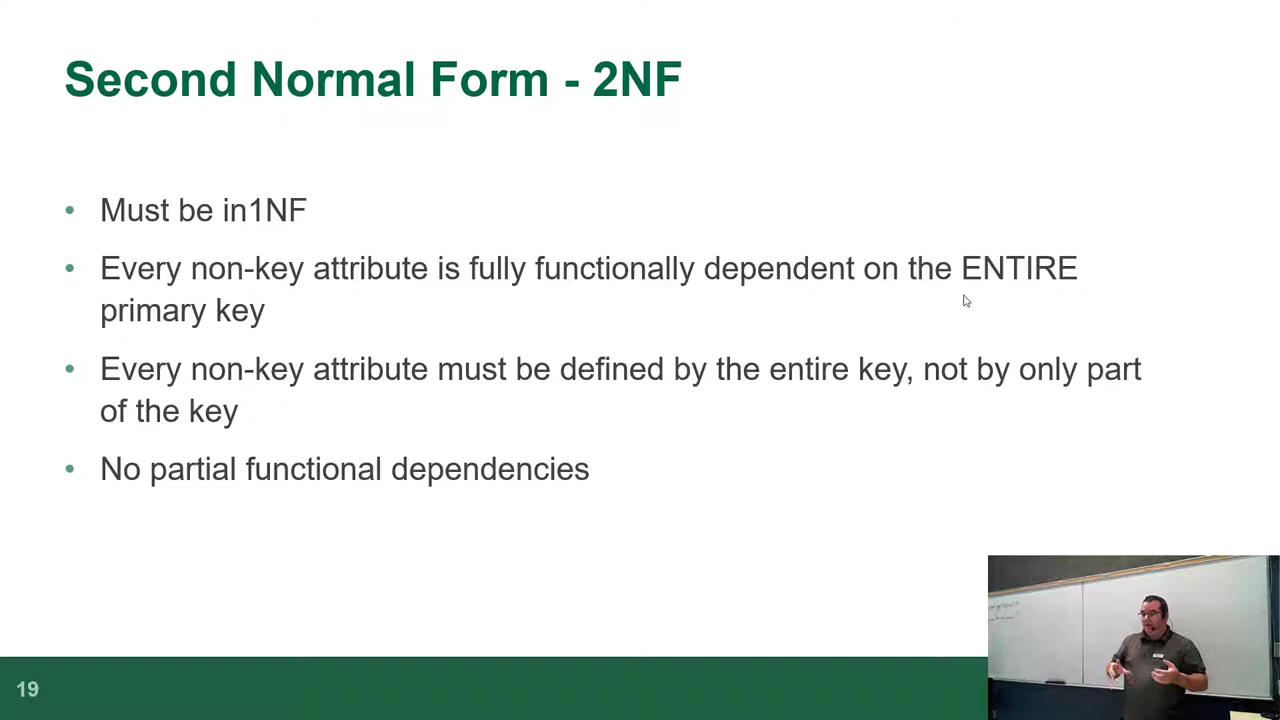 Second Normal Form - 2NF
• Must be in1NF
• Every non-key attribute is fully functionally dependent on the ENTIRE
primary key
• Every non-key attribute must be defined by the entire key, not by only part
of the key
• No partial functional dependencies
19